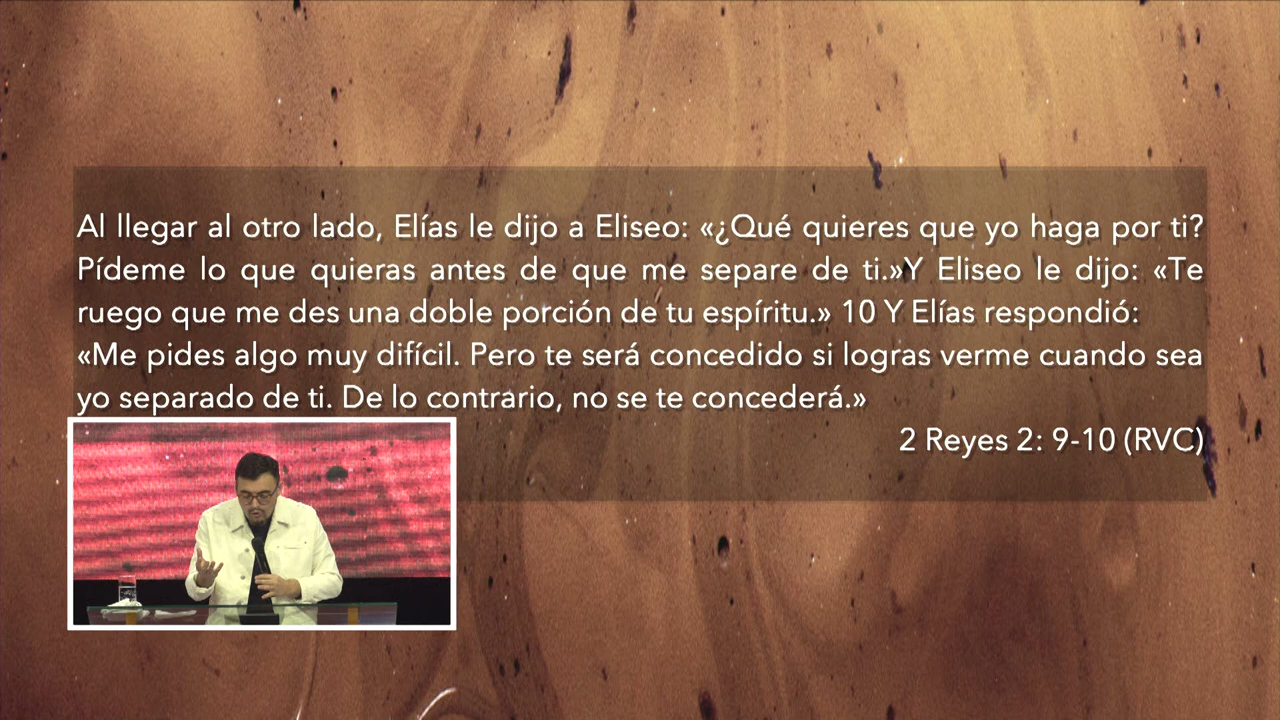 Al llegar al otro lado, Elías le dijo a Eliseo: «¿Qué quieres que yo haga por ti?
Pídeme lo que quieras antes de que me separe de ti.»Y Eliseo le dijo: «Te
ruego que me des una doble porción de tu espíritu.» 10 Y Elías respondió:
«Me pides algo muy difícil. Pero te será concedido si logras verme cuando sea
yo separado de ti. De lo contrario, no se te concederá.»
2 Reyes 2: 9-10 (RVC)